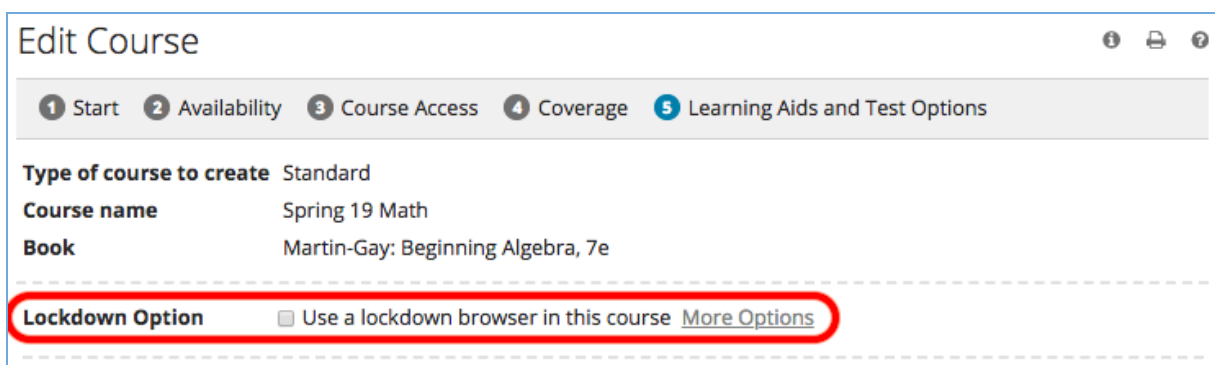 Edit Course
1 Start 2 Availability 3 Course Access 4 Coverage 5 Learning Aids and Test Options
Type of course to create Standard
Course name Spring 19 Math
Book Martin-Gay: Beginning Algebra, 7e
Lockdown Option Use a lockdown browser in this course More Options